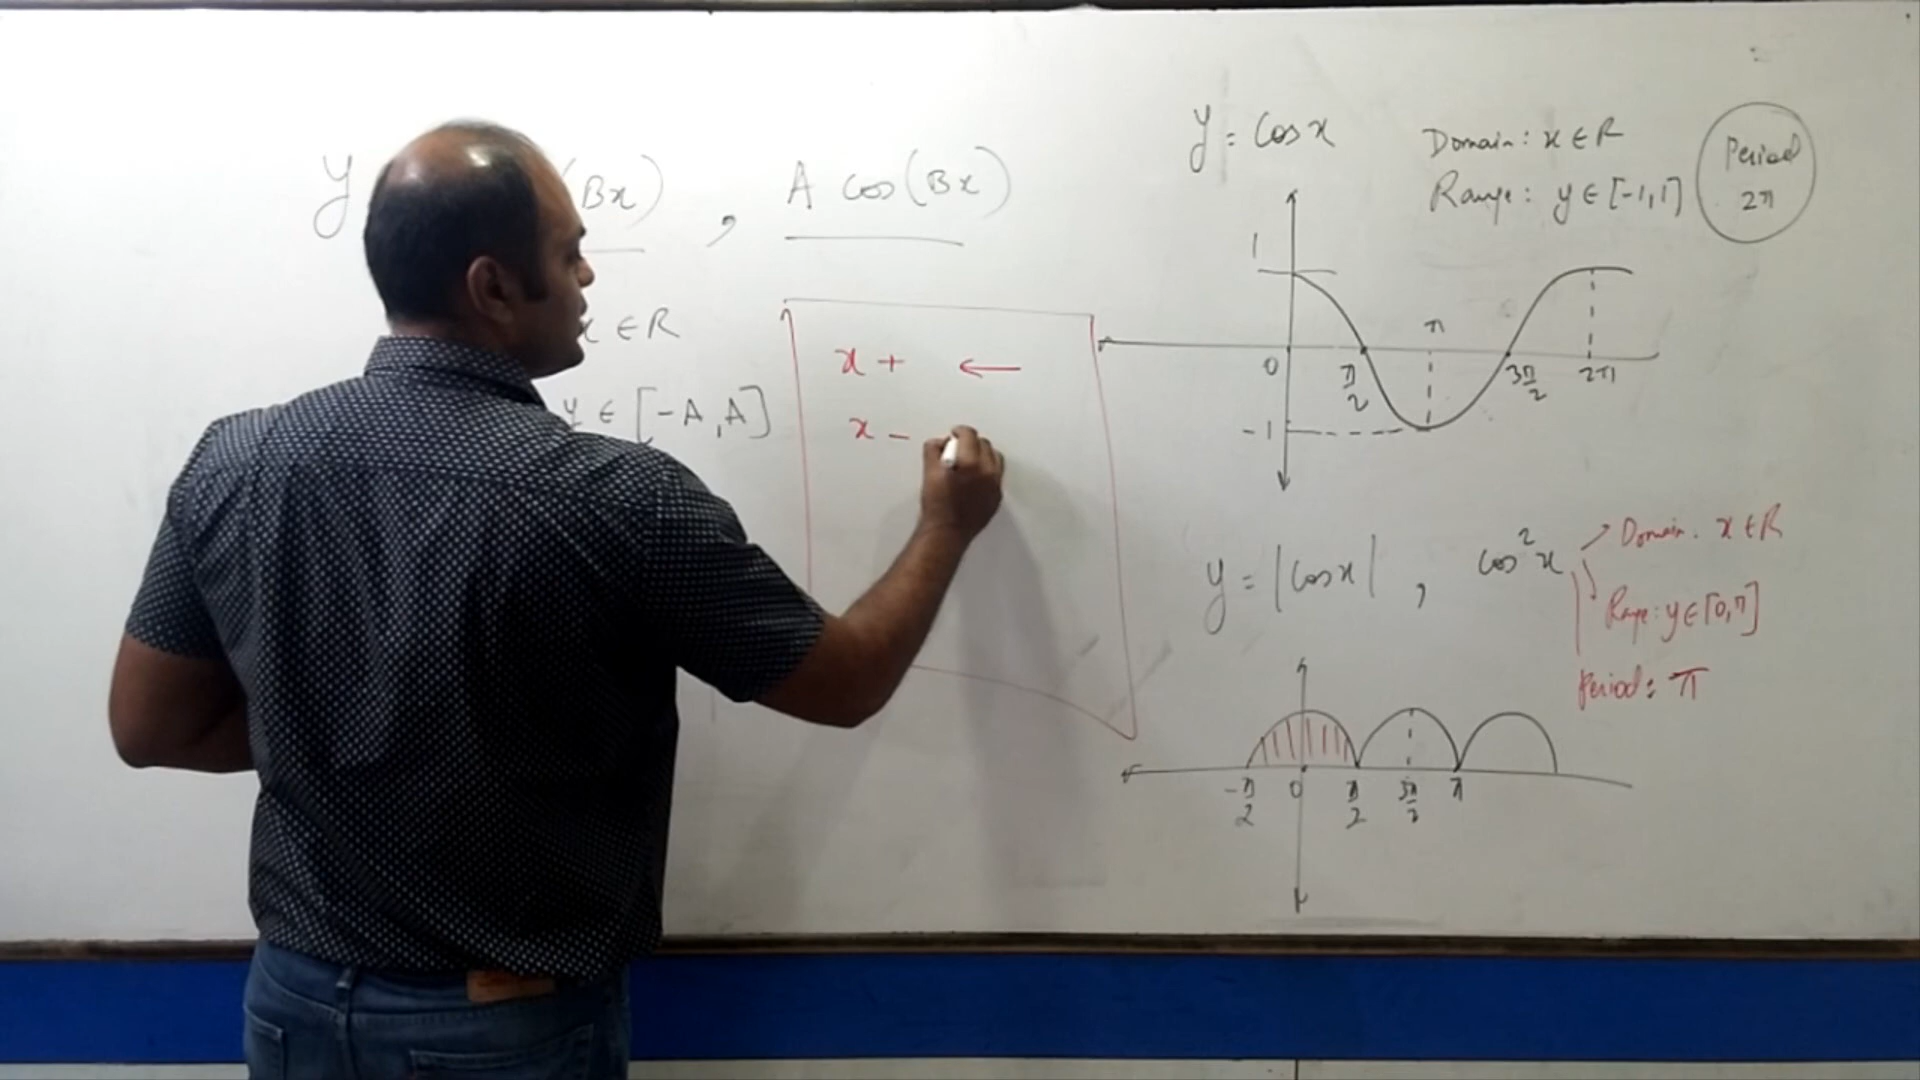 y (Bx) , A cos(Bx)
x ∈ R
y ∈ [-A, A]
x + ←
x -
y = cos x
Domain: x ∈ R
Range: y ∈ [-1, 1]
Period
2π
1
0 π/2 π 3π/2 2π
-1
y = |cos x| , cos²x
Domain: x ∈ R
Range: y ∈ [0, π]
Period: π
-π/2 0 π/2 3π/2 π